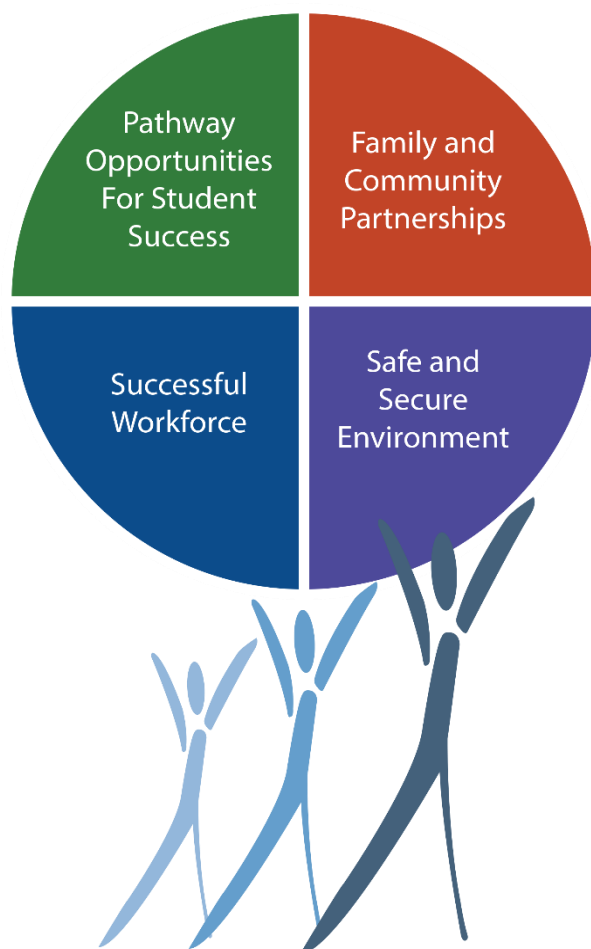 Pathway
Opportunities
For Student
Success
Family and
Community
Partnerships
Successful
Workforce
Safe and
Secure
Environment